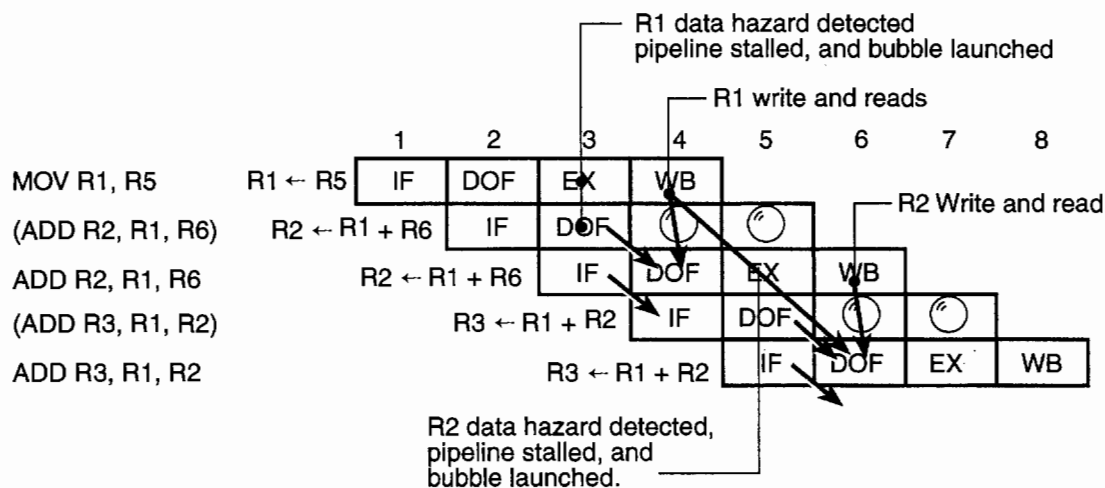 R1 data hazard detected
pipeline stalled, and bubble launched
R1 write and reads
1 2 3 4 5 6 7 8
MOV R1, R5 R1 ← R5 IF DOF EX WB
R2 Write and read
(ADD R2, R1, R6) R2 ← R1 + R6 IF DOF
ADD R2, R1, R6 R2 ← R1 + R6 IF DOF EX WB
(ADD R3, R1, R2) R3 ← R1 + R2 IF DOF
ADD R3, R1, R2 R3 ← R1 + R2 IF DOF EX WB
R2 data hazard detected,
pipeline stalled, and
bubble launched.